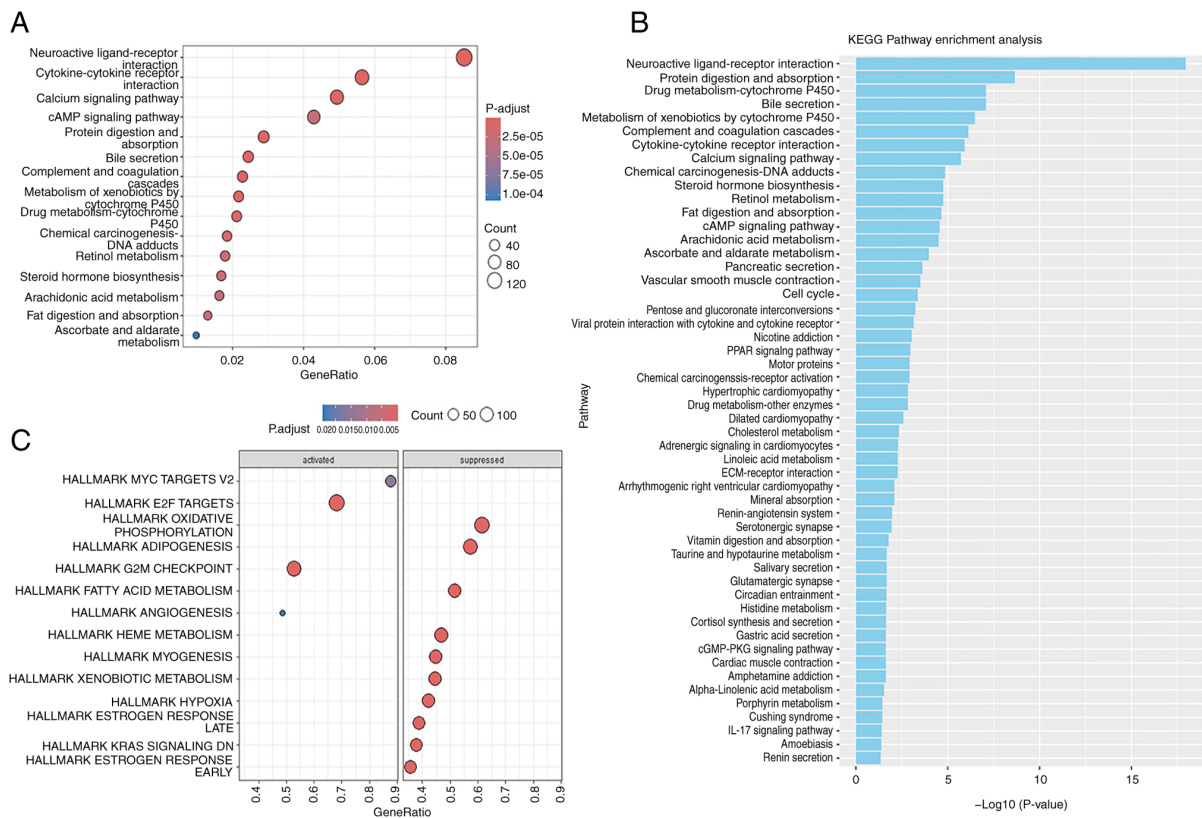 A
Neuroactive ligand-receptor
interaction
Cytokine-cytokine receptor
interaction
Calcium signaling pathway
cAMP signaling pathway
Protein digestion and
absorption
Bile secretion
Complement and coagulation
cascades
Metabolism of xenobiotics by
cytochrome P450
Drug metabolism-cytochrome
P450
Chemical carcinogenesis-
DNA adducts
Retinol metabolism
Steroid hormone biosynthesis
Arachidonic acid metabolism
Fat digestion and absorption
Ascorbate and aldarate
metabolism
0.02 0.04 0.06 0.08
GeneRatio
P-adjust
2.5e-05
5.0e-05
7.5e-05
1.0e-04
Count
40
80
120
B
KEGG Pathway enrichment analysis
Neuroactive ligand-receptor interaction
Protein digestion and absorption
Drug metabolism-cytochrome P450
Bile secretion
Metabolism of xenobiotics by cytochrome P450
Complement and coagulation cascades
Cytokine-cytokine receptor interaction
Calcium signaling pathway
Chemical carcinogenesis-DNA adducts
Steroid hormone biosynthesis
Retinol metabolism
Fat digestion and absorption
cAMP signaling pathway
Arachidonic acid metabolism
Ascorbate and aldarate metabolism
Pancreatic secretion
Vascular smooth muscle contraction
Cell cycle
Pentose and gluconate interconversions
Viral protein interaction with cytokine and cytokine receptor
Nicotine addiction
PPAR signalng pathway
Motor proteins
Chemical carcinogenssis-receptor activation
Hypertrophic cardiomyopathy
Drug metabolism-other enzymes
Dilated cardiomyopathy
Cholesterol metabolism
Adrenergic signaling in cardiomyocytes
Linoleic acid metabolism
ECM-receptor interaction
Arrhythmogenic right ventricular cardiomyopathy
Mineral absorption
Renin-angiotensin system
Serotonergic synapse
Vitamin digestion and absorption
Taurine and hypotaurine metabolism
Salivary secretion
Glutamatergic synapse
Circadian entrainment
Histidine metabolism
Cortisol synthesis and secretion
Gastric acid secretion
cGMP-PKG signaling pathway
Cardiac muscle contraction
Amphetamine addiction
Alpha-Linolenic acid metabolism
Porphyrin metabolism
Cushing syndrome
IL-17 signaling pathway
Amoebiasis
Renin secretion
Pathway
0 5 10 15
−Log10 (P-value)
C
P.adjust
0.020 0.015 0.010 0.005
Count 50 100
activated suppressed
HALLMARK MYC TARGETS V2
HALLMARK E2F TARGETS
HALLMARK OXIDATIVE
PHOSPHORYLATION
HALLMARK ADIPOGENESIS
HALLMARK G2M CHECKPOINT
HALLMARK FATTY ACID METABOLISM
HALLMARK ANGIOGENESIS
HALLMARK HEME METABOLISM
HALLMARK MYOGENESIS
HALLMARK XENOBIOTIC METABOLISM
HALLMARK HYPOXIA
HALLMARK ESTROGEN RESPONSE
LATE
HALLMARK KRAS SIGNALING DN
HALLMARK ESTROGEN RESPONSE
EARLY
0.4 0.5 0.6 0.7 0.8 0.9 0.4 0.5 0.6 0.7 0.8 0.9
GeneRatio